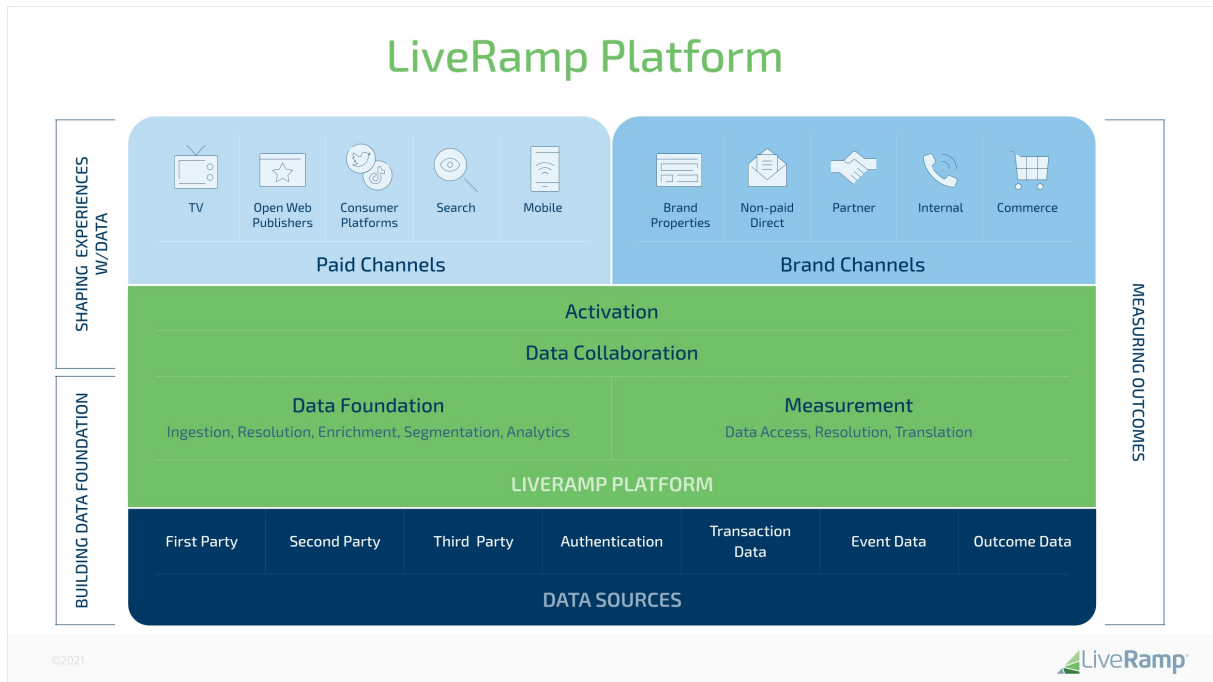 LiveRamp Platform
SHAPING EXPERIENCES
W/DATA
BUILDING DATA FOUNDATION
TV
Open Web
Publishers
Consumer
Platforms
Search
Mobile
Paid Channels
Brand
Properties
Non-paid
Direct
Partner
Internal
Commerce
Brand Channels
Activation
Data Collaboration
Data Foundation
Ingestion, Resolution, Enrichment, Segmentation, Analytics
Measurement
Data Access, Resolution, Translation
LIVERAMP PLATFORM
First Party
Second Party
Third Party
Authentication
Transaction
Data
Event Data
Outcome Data
DATA SOURCES
MEASURING OUTCOMES
©2021
LiveRamp